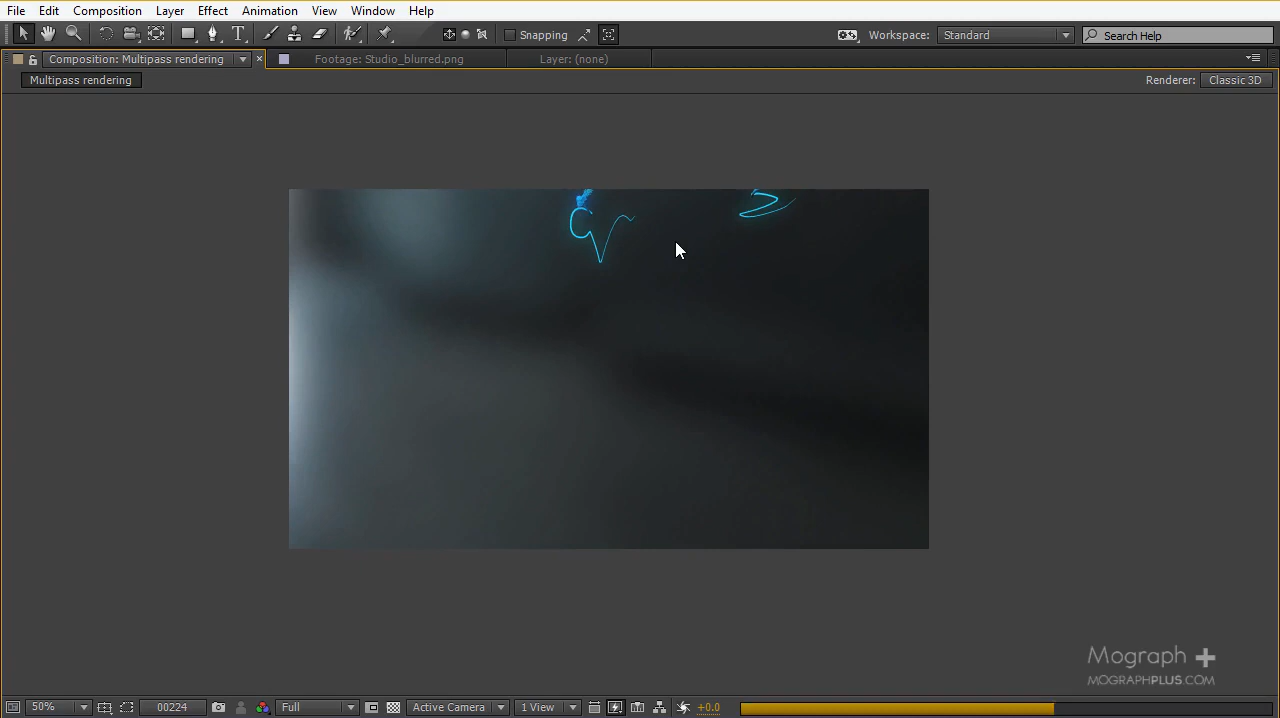 File Edit Composition Layer Effect Animation View Window Help
Snapping Workspace: Standard Search Help
Composition: Multipass rendering Footage: Studio_blurred.png Layer: (none)
Multipass rendering Renderer: Classic 3D
Mograph +
MOGRAPHPLUS.COM
50% 00224 Full Active Camera 1 View +0.0